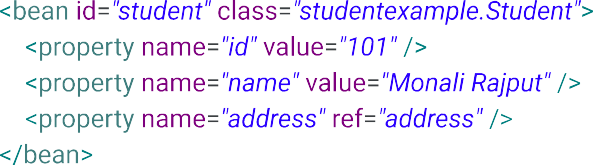 <bean id="student" class="studentexample.Student">
<property name="id" value="101" />
<property name="name" value="Monali Rajput" />
<property name="address" ref="address" />
</bean>